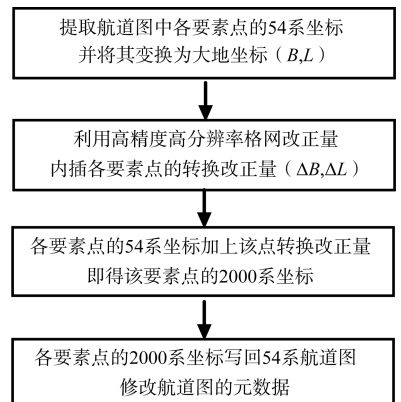 提取航道图中各要素点的54系坐标
并将其变换为大地坐标（B,L）
利用高精度高分辨率格网改正量
内插各要素点的转换改正量（ΔB,ΔL）
各要素点的54系坐标加上该点转换改正量
即得该要素点的2000系坐标
各要素点的2000系坐标写回54系航道图
修改航道图的元数据